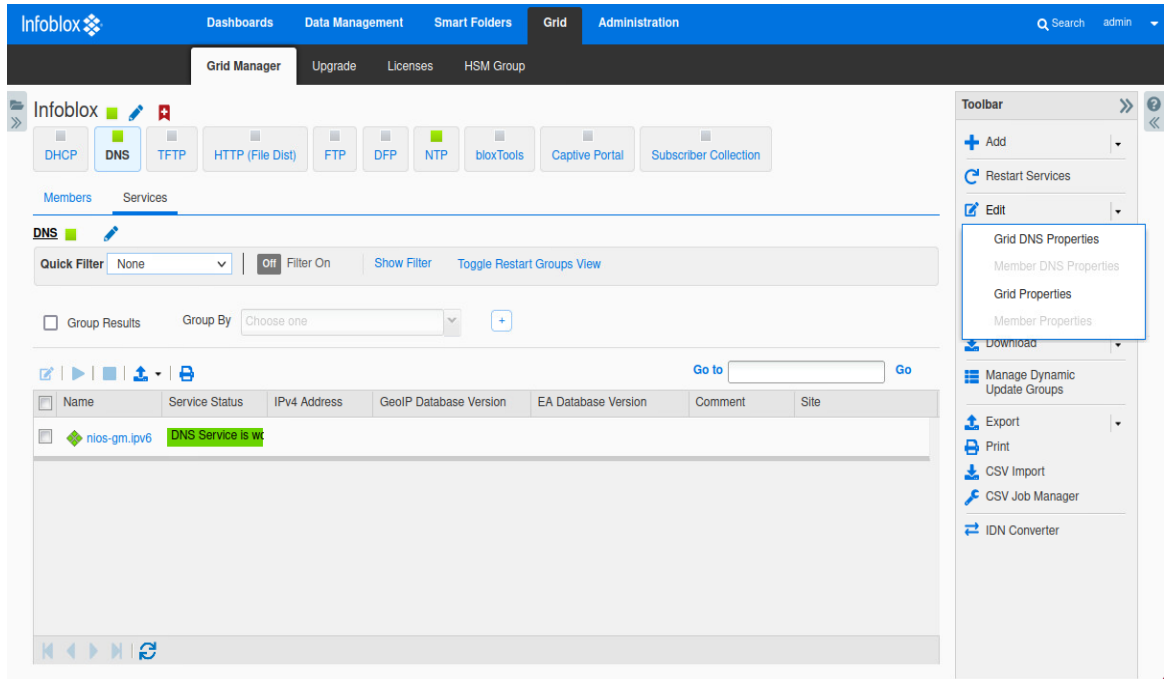 Infoblox
Dashboards Data Management Smart Folders Grid Administration
Search admin
Grid Manager Upgrade Licenses HSM Group
Infoblox
DHCP DNS TFTP HTTP (File Dist) FTP DFP NTP bloxTools Captive Portal Subscriber Collection
Members Services
DNS
Quick Filter None Off Filter On Show Filter Toggle Restart Groups View
Group Results Group By Choose one +
Go to Go
Name Service Status IPv4 Address GeoIP Database Version EA Database Version Comment Site
nios-gm.ipv6 DNS Service is wo
Toolbar
Add
Restart Services
Edit
Grid DNS Properties
Member DNS Properties
Grid Properties
Member Properties
Download
Manage Dynamic
Update Groups
Export
Print
CSV Import
CSV Job Manager
IDN Converter